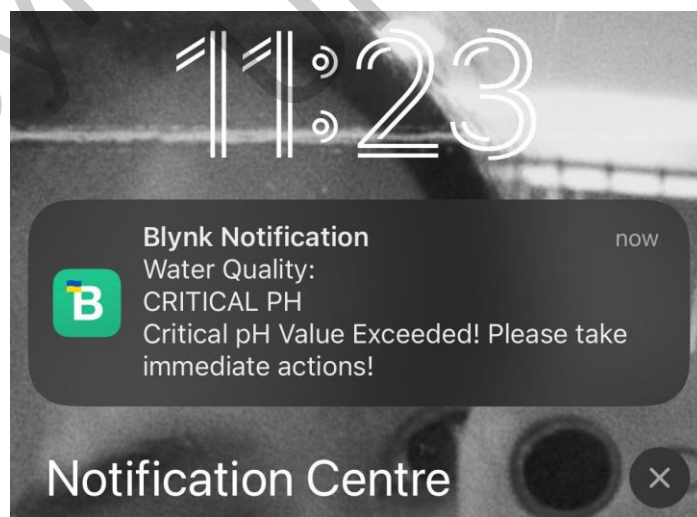 11:23
Blynk Notification
now
Water Quality:
CRITICAL PH
Critical pH Value Exceeded! Please take
immediate actions!
B
Notification Centre